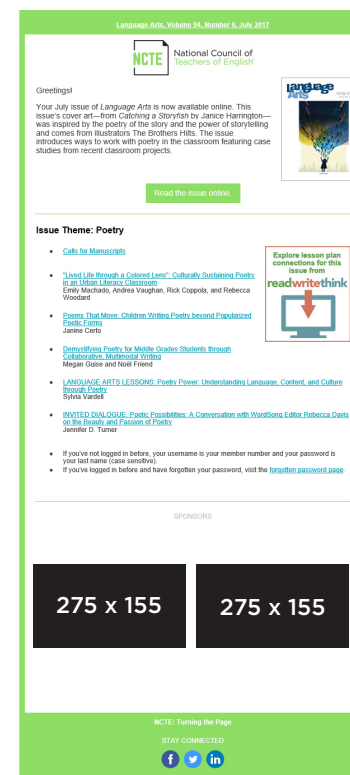 Language Arts, Volume 94, Number 6, July 2017
NCTE
National Council of
Teachers of English
Greetings!
Your July issue of Language Arts is now available online. This
issue's cover art—from Catching a Storyfish by Janice Harrington—
was inspired by the poetry of the story and the power of storytelling
and comes from illustrators The Brothers Hilts. The issue
introduces ways to work with poetry in the classroom featuring case
studies from recent classroom projects.
Language
Arts
Read the issue online.
Issue Theme: Poetry
Calls for Manuscripts
"Lived Life through a Colored Lens": Culturally Sustaining Poetry
in an Urban Literacy Classroom
Emily Machado, Andrea Vaughan, Rick Coppola, and Rebecca
Woodard
Poems That Move: Children Writing Poetry beyond Popularized
Poetic Forms
Janine Certo
Demystifying Poetry for Middle Grades Students through
Collaborative, Multimodal Writing
Megan Guise and Noël Friend
Explore lesson plan
connections for this
issue from
readwritethink
LANGUAGE ARTS LESSONS: Poetry Power: Understanding Language, Content, and Culture
through Poetry
Sylvia Vardell
INVITED DIALOGUE: Poetic Possibilities: A Conversation with WordSong Editor Rebecca Davis
on the Beauty and Passion of Poetry
Jennifer D. Turner
If you've not logged in before, your username is your member number and your password is
your last name (case sensitive).
If you've logged in before and have forgotten your password, visit the forgotten password page.
SPONSORS
275 x 155
275 x 155
NCTE: Turning the Page
STAY CONNECTED